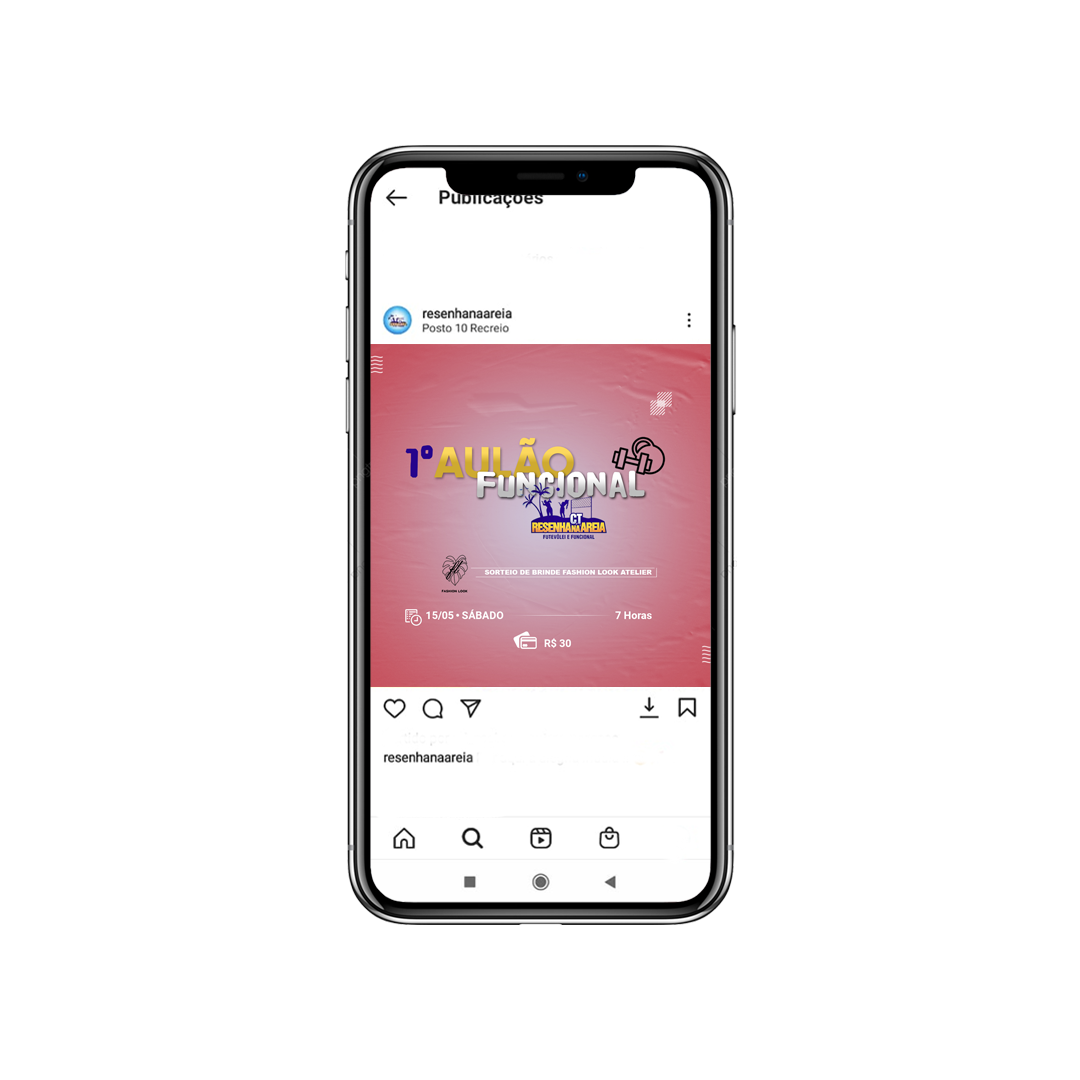 Publicações
resenhanaareia
Posto 10 Recreio
1º AULÃO
FUNCIONAL
CT
RESENHA NA AREIA
FUTEVÔLEI E FUNCIONAL
SORTEIO DE BRINDE FASHION LOOK ATELIER
FASHION LOOK
15/05 • SÁBADO
7 Horas
R$ 30
resenhanaareia